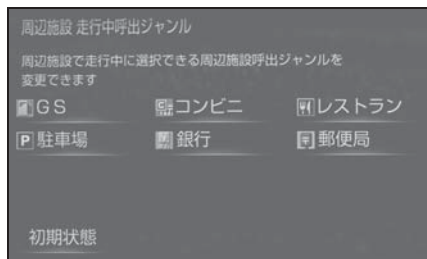 周辺施設 走行中呼出ジャンル
周辺施設で走行中に選択できる周辺施設呼出ジャンルを
変更できます
GS コンビニ レストラン
P 駐車場 銀行 郵便局
初期状態